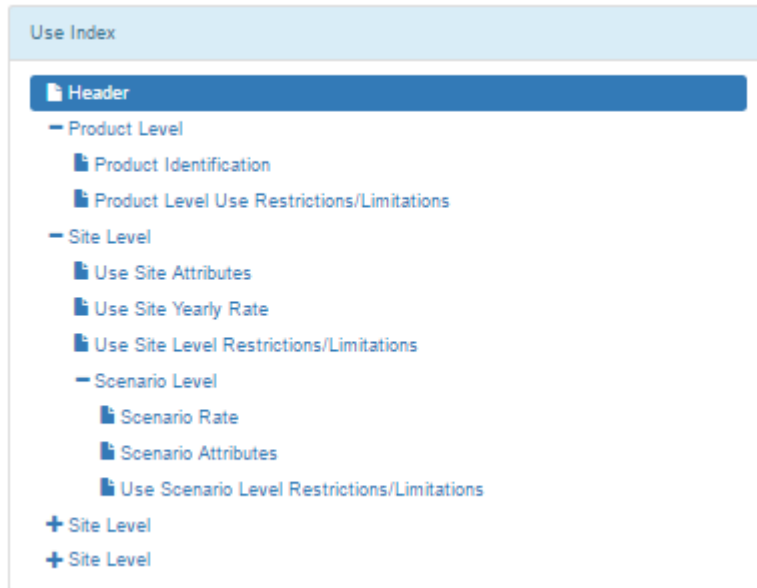 Use Index
Header
Product Level
Product Identification
Product Level Use Restrictions/Limitations
Site Level
Use Site Attributes
Use Site Yearly Rate
Use Site Level Restrictions/Limitations
Scenario Level
Scenario Rate
Scenario Attributes
Use Scenario Level Restrictions/Limitations
Site Level
Site Level